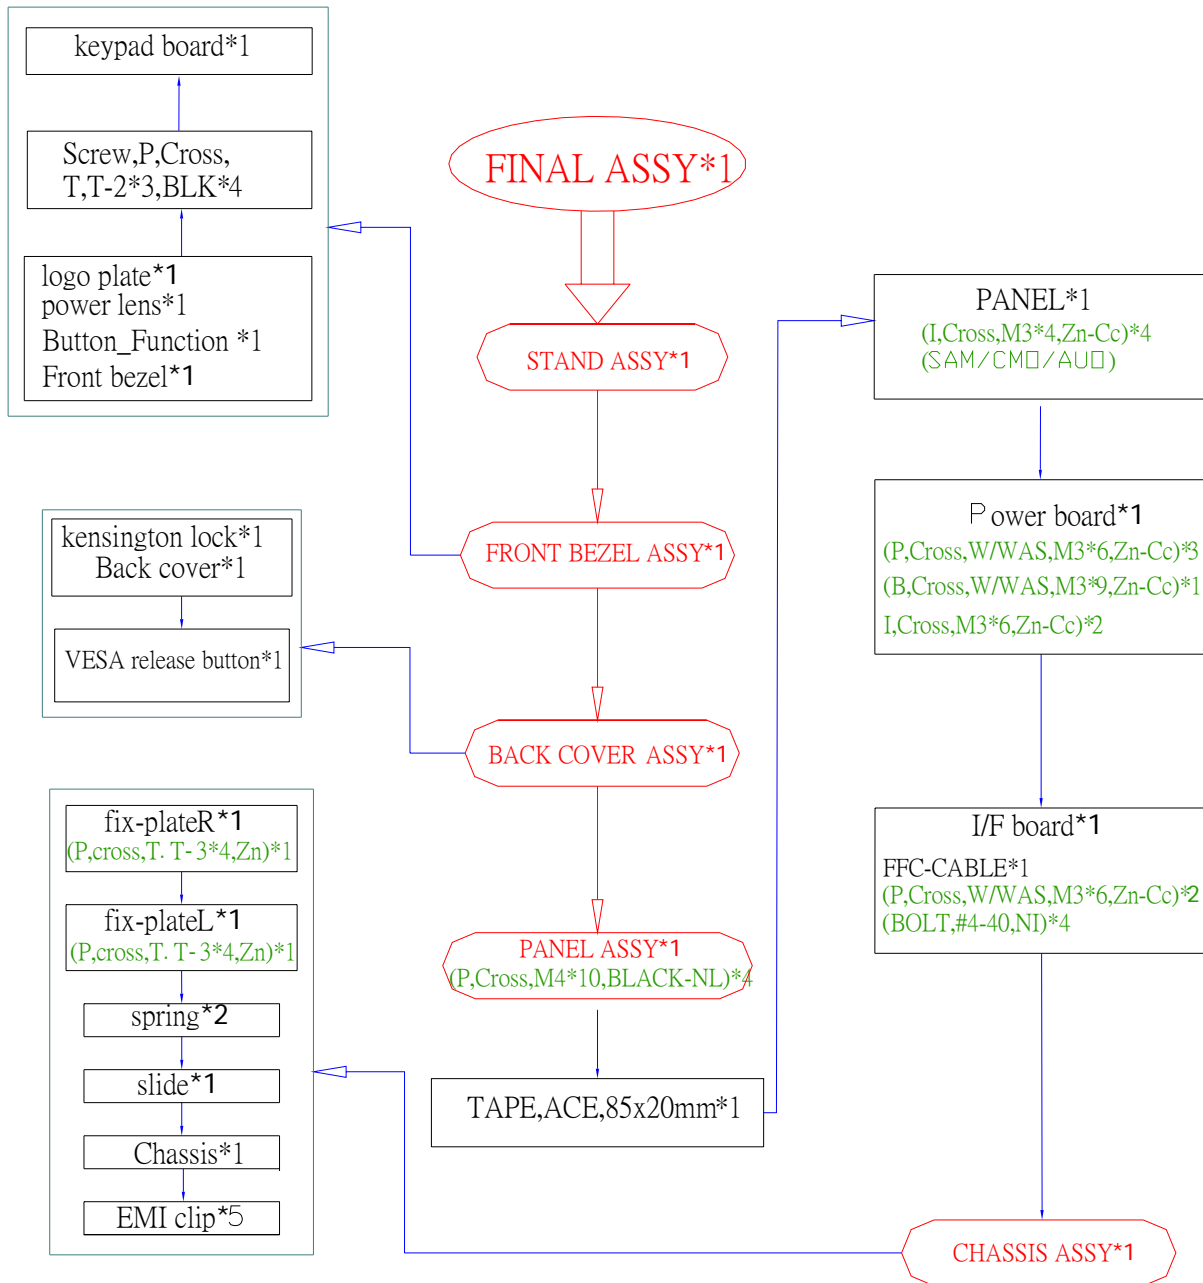 keypad board*1
Screw,P,Cross,
T,T-2*3,BLK*4
logo plate*1
power lens*1
Button_Function *1
Front bezel*1
kensington lock*1
Back cover*1
VESA release button*1
fix-plateR*1
(P,cross,T. T-3*4,Zn)*1
fix-plateL*1
(P,cross,T. T-3*4,Zn)*1
spring*2
slide*1
Chassis*1
EMI clip*5
FINAL ASSY*1
STAND ASSY*1
FRONT BEZEL ASSY*1
BACK COVER ASSY*1
PANEL ASSY*1
(P,Cross,M4*10,BLACK-NL)*4
TAPE,ACE,85x20mm*1
PANEL*1
(I,Cross,M3*4,Zn-Cc)*4
(SAM/CMO/AUO)
Power board*1
(P,Cross,W/WAS,M3*6,Zn-Cc)*3
(B,Cross,W/WAS,M3*9,Zn-Cc)*1
I,Cross,M3*6,Zn-Cc)*2
I/F board*1
FFC-CABLE*1
(P,Cross,W/WAS,M3*6,Zn-Cc)*2
(BOLT,#4-40,NI)*4
CHASSIS ASSY*1